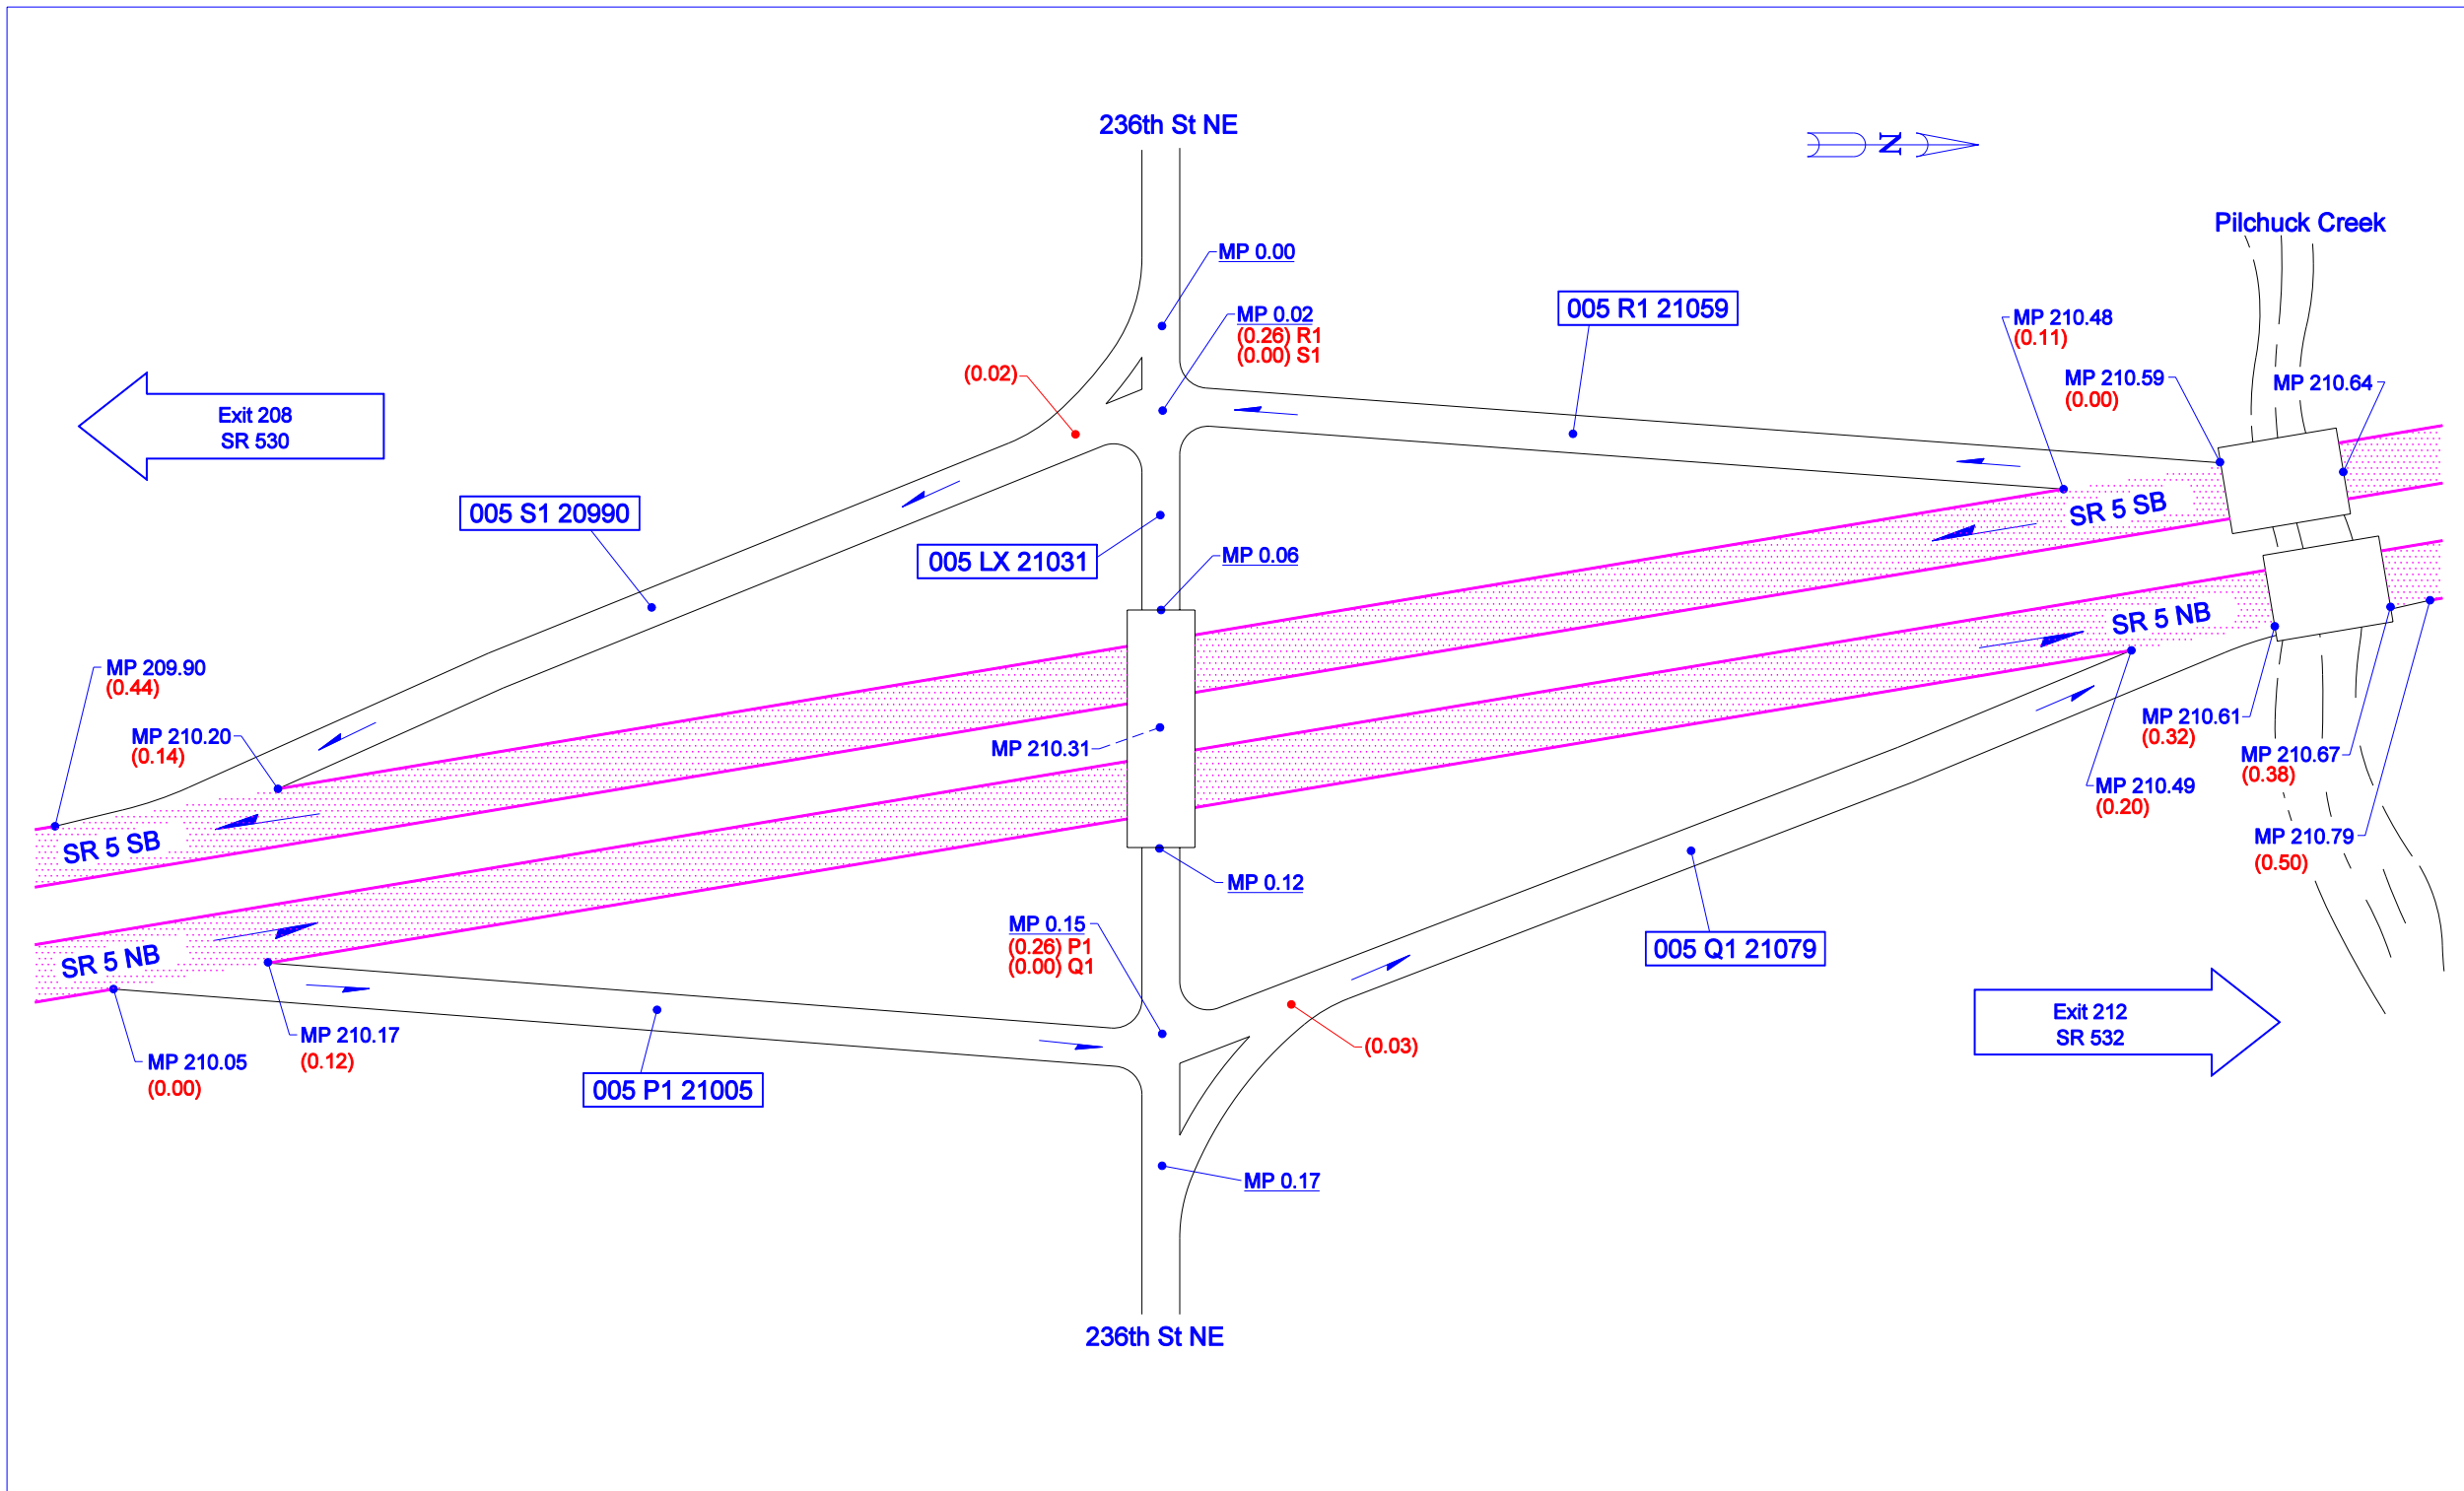 236th St NE
N
Pilchuck Creek
MP 0.00
005 R1 21059
MP 0.02
(0.26) R1
(0.00) S1
MP 210.48
(0.11)
(0.02)
MP 210.59
(0.00)
MP 210.64
Exit 208
SR 530
005 S1 20990
SR 5 SB
005 LX 21031
MP 0.06
SR 5 NB
MP 209.90
(0.44)
MP 210.20
(0.14)
MP 210.31
MP 210.61
(0.32)
MP 210.67
(0.38)
MP 210.49
(0.20)
MP 210.79
(0.50)
SR 5 SB
MP 0.12
MP 0.15
(0.26) P1
(0.00) Q1
005 Q1 21079
SR 5 NB
Exit 212
SR 532
MP 210.17
(0.12)
(0.03)
MP 210.05
(0.00)
005 P1 21005
MP 0.17
236th St NE